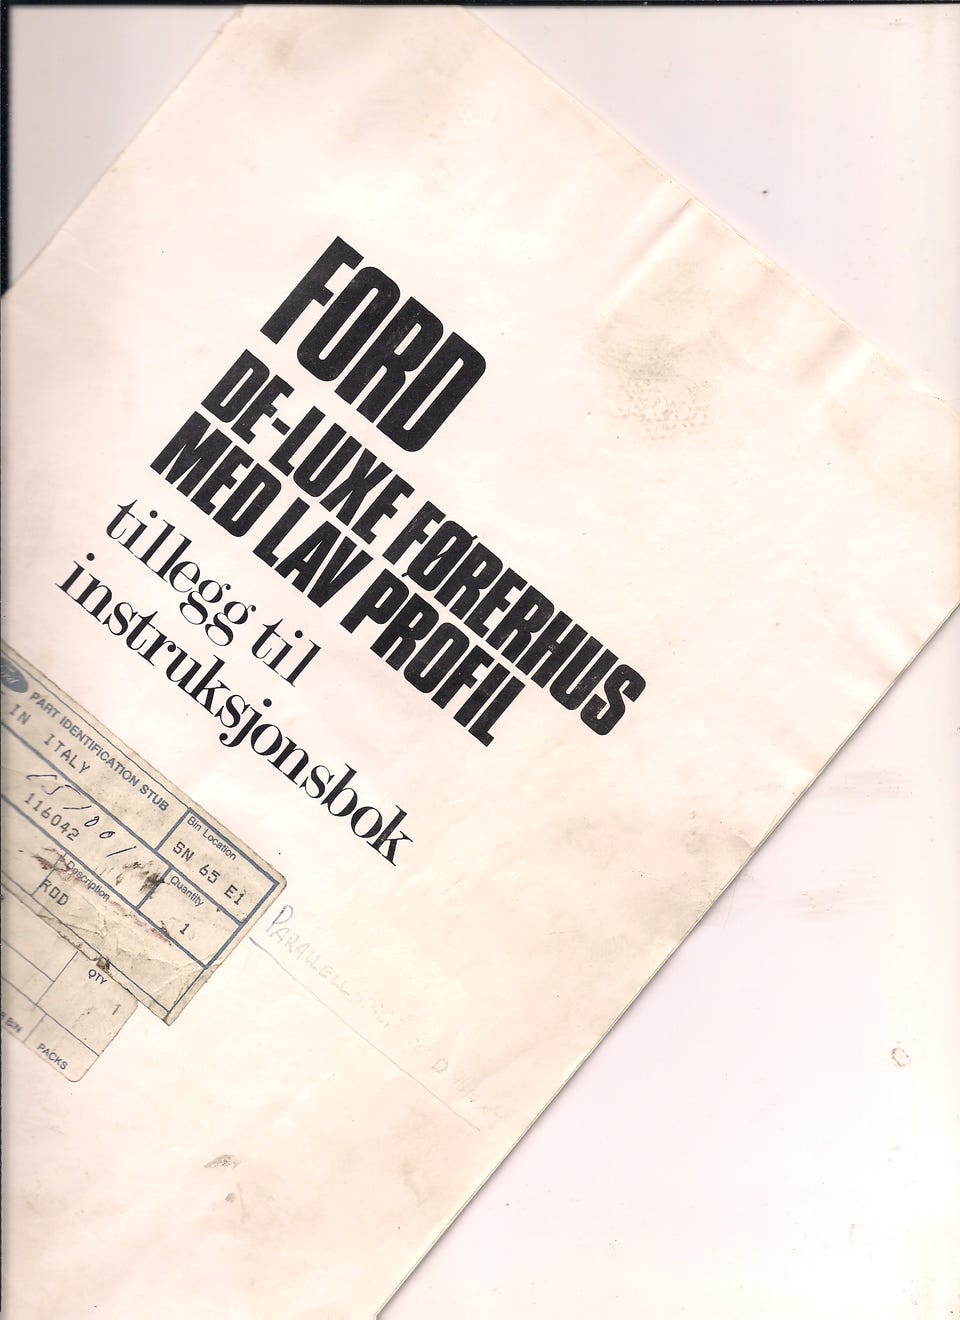 FORD
DE-LUXE FØRERHUS
MED LAV PROFIL
tillegg til
instruksjonsbok
PART IDENTIFICATION STUB
IN ITALY
Bin Location
SN 65 E1
116042
Quantity
1
Description
ROD
QTY
1
BIN
PACKS